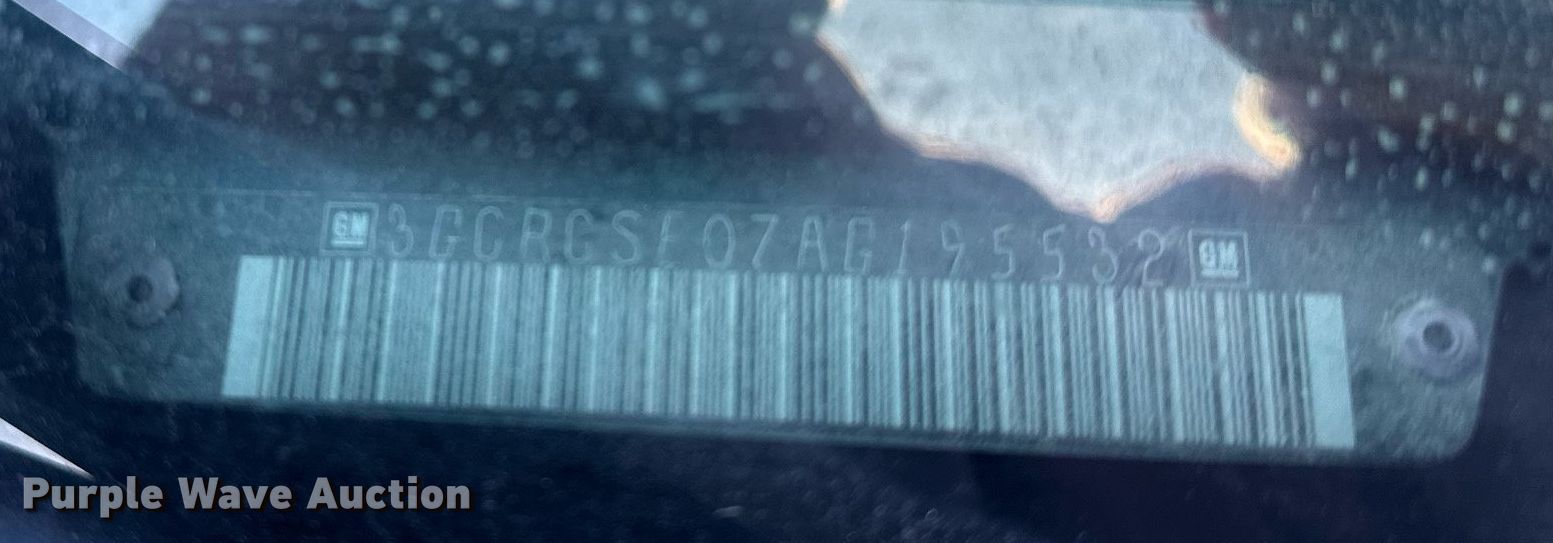 GM 3GCRCSE07AG195532 GM
Purple Wave Auction